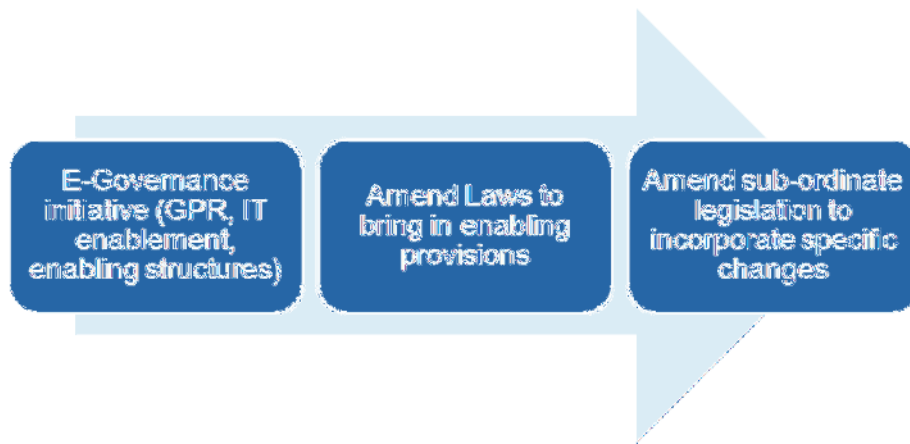 E-Governance
initiative (GPR, IT
enablement,
enabling structures)
Amend Laws to
bring in enabling
provisions
Amend sub-ordinate
legislation to
incorporate specific
changes